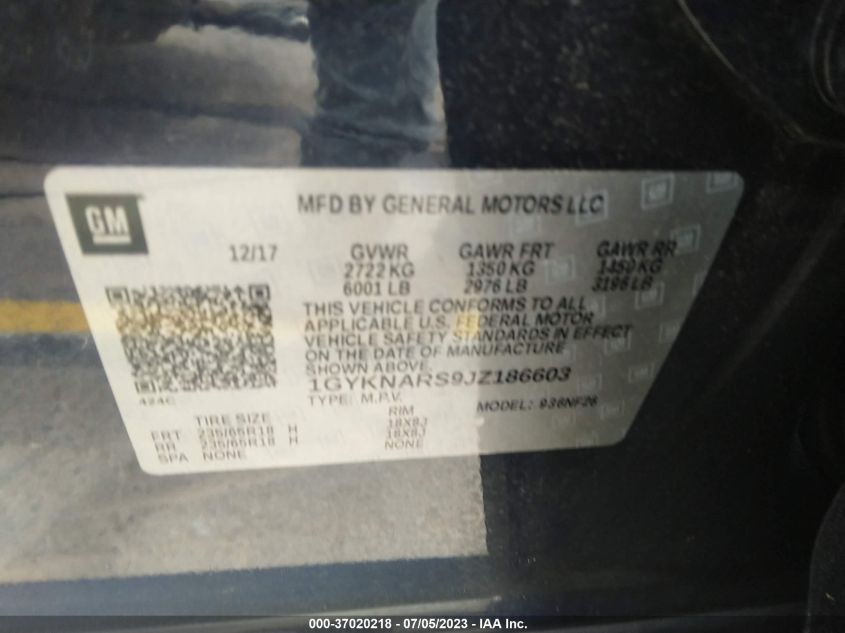 GM
MFD BY GENERAL MOTORS LLC
12/17 GVWR GAWR FRT GAWR RR
2722 KG 1350 KG 1450 KG
6001 LB 2976 LB 3196 LB
THIS VEHICLE CONFORMS TO ALL
APPLICABLE U.S. FEDERAL MOTOR
VEHICLE SAFETY STANDARDS IN EFFECT
ON THE DATE OF MANUFACTURE
SHOWN ABOVE.
1GYKNARS9JZ186603
424C TYPE: M.P.V. MODEL: 936NF26
TIRE SIZE RIM
FRT 235/65R18 H 18X8J
RR 235/65R18 H 18X8J
SPA NONE NONE
000-37020218 - 07/05/2023 - IAA Inc.